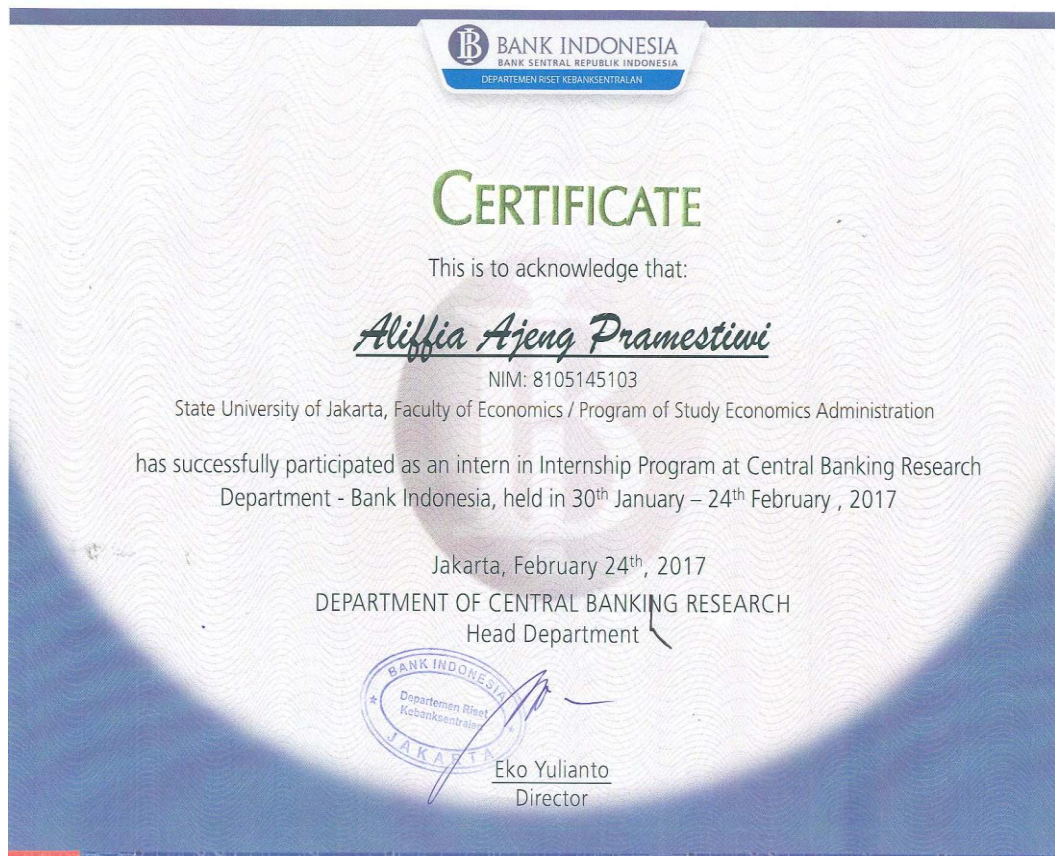 BANK INDONESIA
BANK SENTRAL REPUBLIK INDONESIA
DEPARTEMEN RISET KEBANKSENTRALAN
CERTIFICATE
This is to acknowledge that:
Aliffia Ajeng Pramestiwi
NIM: 8105145103
State University of Jakarta, Faculty of Economics / Program of Study Economics Administration
has successfully participated as an intern in Internship Program at Central Banking Research
Department - Bank Indonesia, held in 30th January – 24th February , 2017
Jakarta, February 24th, 2017
DEPARTMENT OF CENTRAL BANKING RESEARCH
Head Department
BANK INDONESIA
Departemen Riset
Kebanksentralan
JAKARTA
Eko Yulianto
Director